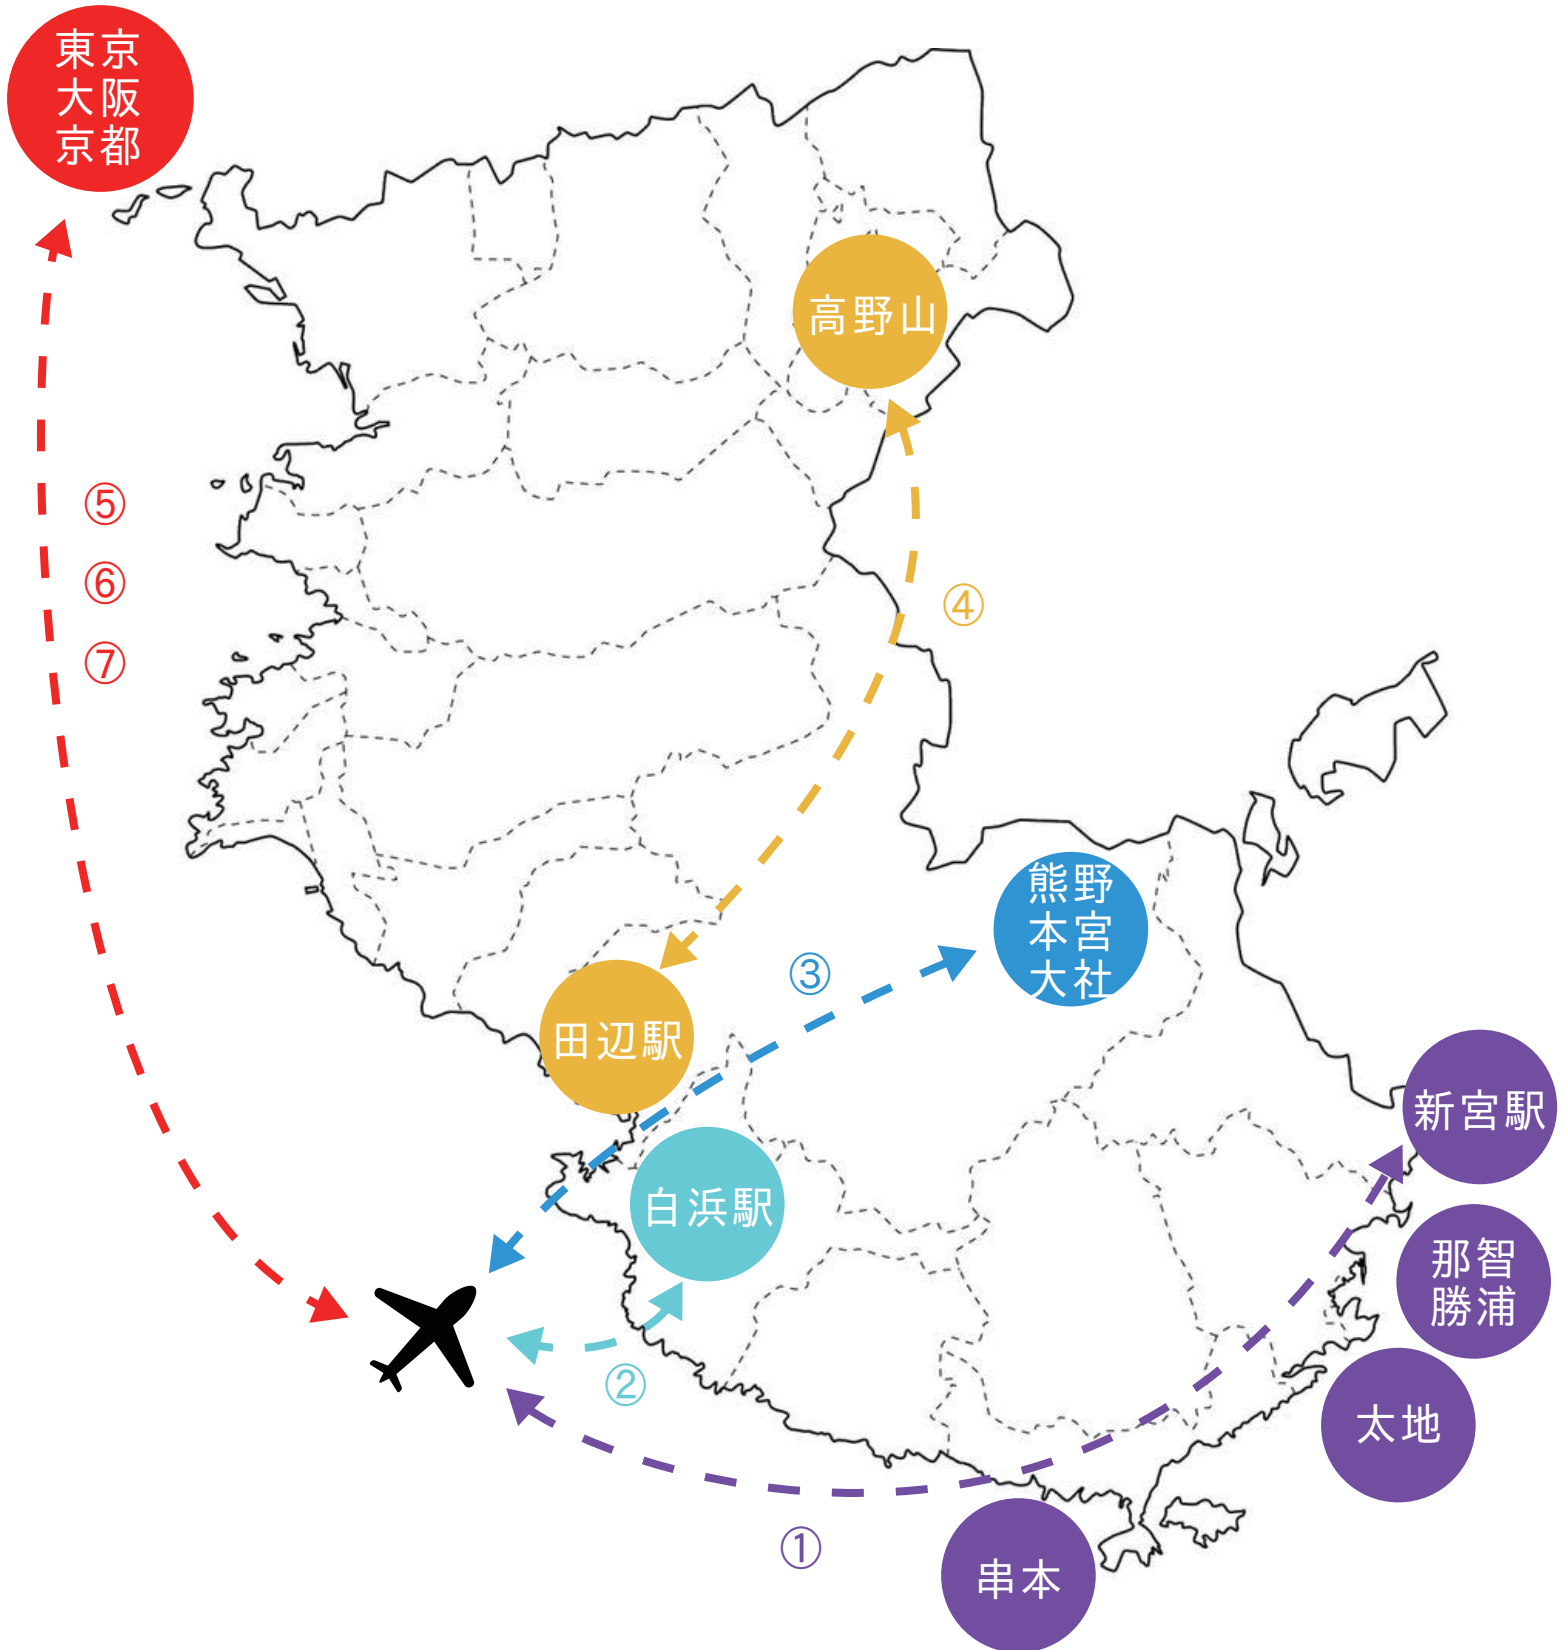 東京
大阪
京都
高野山
⑤
⑥
⑦
④
熊野
本宮
大社
③
田辺駅
新宮駅
白浜駅
那智
勝浦
②
太地
①
串本